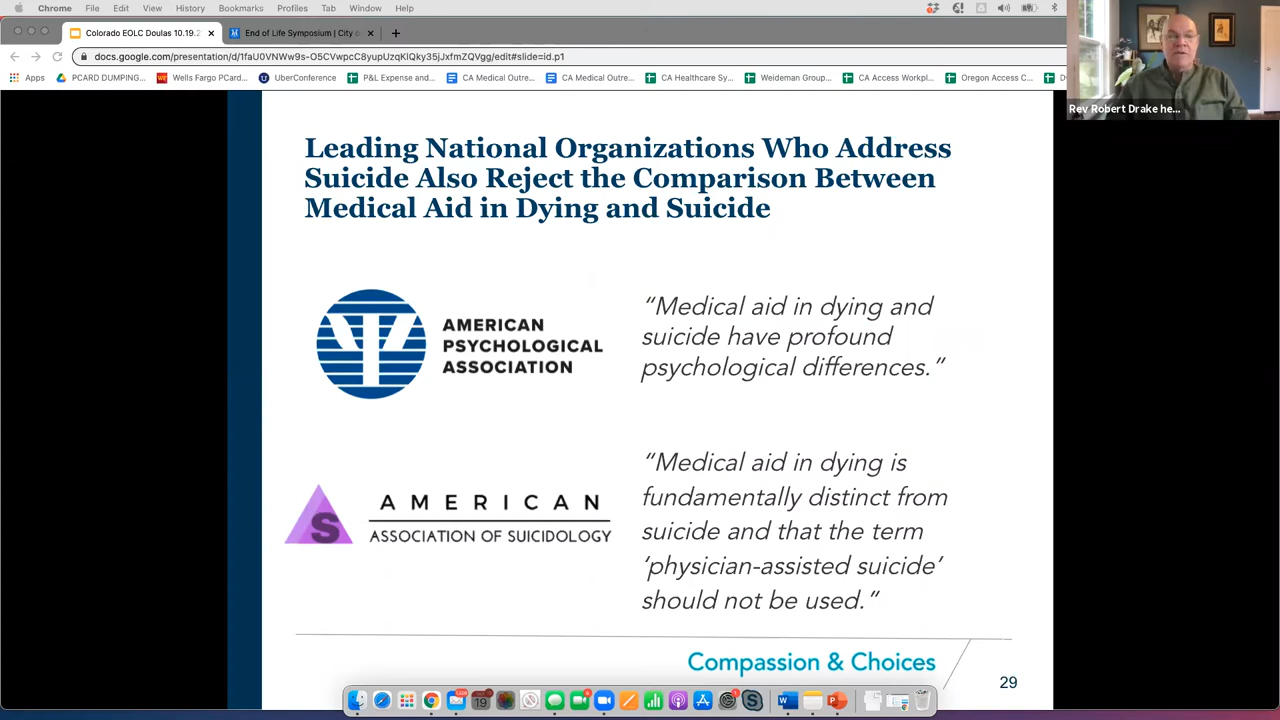 Chrome File Edit View History Bookmarks Profiles Tab Window Help
Colorado EOLC Doulas 10.19.2
End of Life Symposium | City o
docs.google.com/presentation/d/1faU0VNWw9s-O5CVwpcC8yupUzqKlQky35jJxfmZQVgg/edit#slide=id.p1
Apps PCARD DUMPING... Wells Fargo PCard... UberConference P&L Expense and... CA Medical Outre... CA Medical Outre... CA Healthcare Sy... Weideman Group... CA Access Workpl... Oregon Access C...
Rev Robert Drake he...
Leading National Organizations Who Address
Suicide Also Reject the Comparison Between
Medical Aid in Dying and Suicide
AMERICAN
PSYCHOLOGICAL
ASSOCIATION
“Medical aid in dying and
suicide have profound
psychological differences.”
S
AMERICAN
ASSOCIATION OF SUICIDOLOGY
“Medical aid in dying is
fundamentally distinct from
suicide and that the term
‘physician-assisted suicide’
should not be used.“
Compassion & Choices
29
19